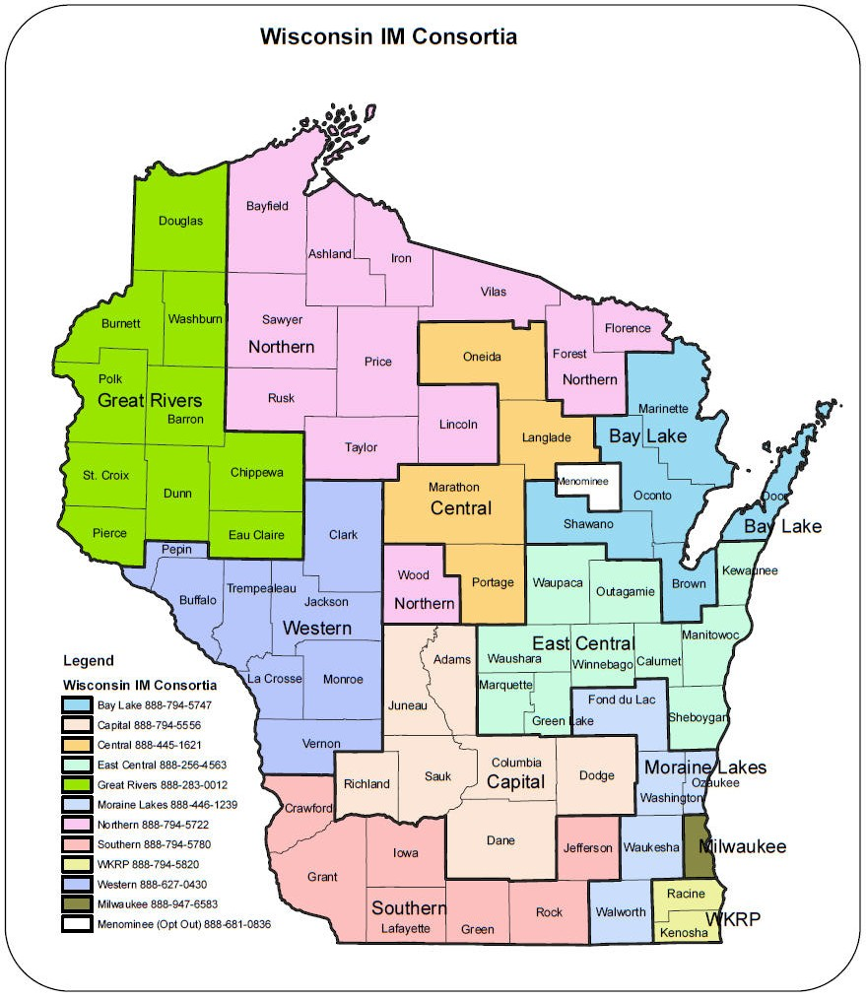 Wisconsin IM Consortia
Douglas
Bayfield
Ashland
Iron
Vilas
Burnett
Washburn
Sawyer
Northern
Price
Oneida
Forest
Florence
Northern
Polk
Great Rivers
Barron
Rusk
Lincoln
Taylor
Langlade
Marinette
Bay Lake
St. Croix
Dunn
Chippewa
Marathon
Central
Menominee
Oconto
Door
Bay Lake
Pierce
Eau Claire
Clark
Shawano
Pepin
Wood
Northern
Portage
Waupaca
Outagamie
Brown
Kewaunee
Buffalo
Trempealeau
Jackson
Western
Adams
Waushara
East Central
Winnebago
Calumet
Manitowoc
La Crosse
Monroe
Juneau
Marquette
Green Lake
Fond du Lac
Sheboygan
Vernon
Richland
Sauk
Columbia
Capital
Dodge
Moraine Lakes
Ozaukee
Washington
Crawford
Iowa
Dane
Jefferson
Waukesha
Milwaukee
Grant
Southern
Lafayette
Green
Rock
Walworth
Racine
WKRP
Kenosha
Legend
Wisconsin IM Consortia
Bay Lake 888-794-5747
Capital 888-794-5556
Central 888-445-1621
East Central 888-256-4563
Great Rivers 888-283-0012
Moraine Lakes 888-446-1239
Northern 888-794-5722
Southern 888-794-5780
WKRP 888-794-5820
Western 888-627-0430
Milwaukee 888-947-6583
Menominee (Opt Out) 888-681-0836